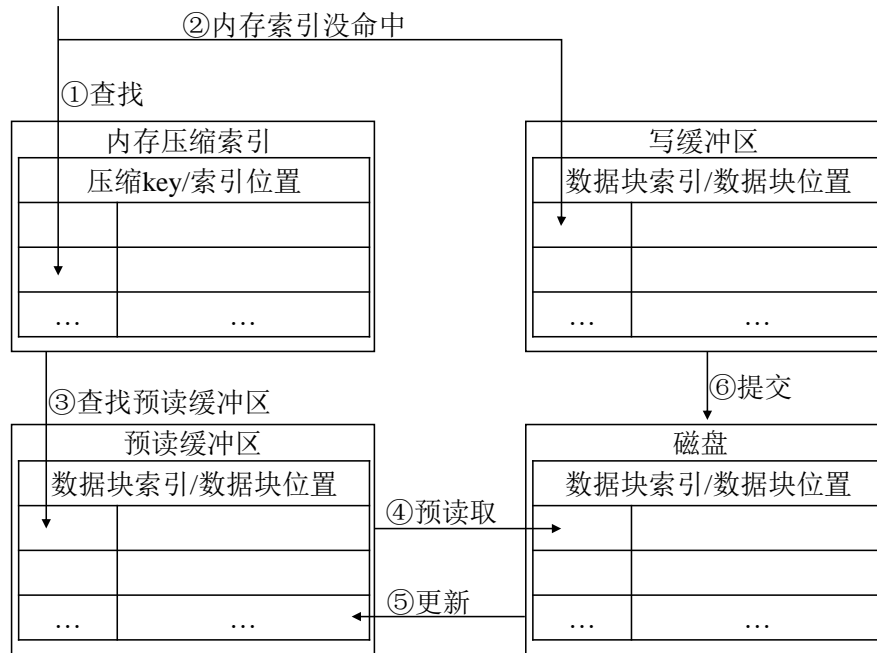 ②内存索引没命中
①查找
内存压缩索引
压缩key/索引位置
… …
写缓冲区
数据块索引/数据块位置
… …
③查找预读缓冲区
⑥提交
预读缓冲区
数据块索引/数据块位置
… …
④预读取
⑤更新
磁盘
数据块索引/数据块位置
… …